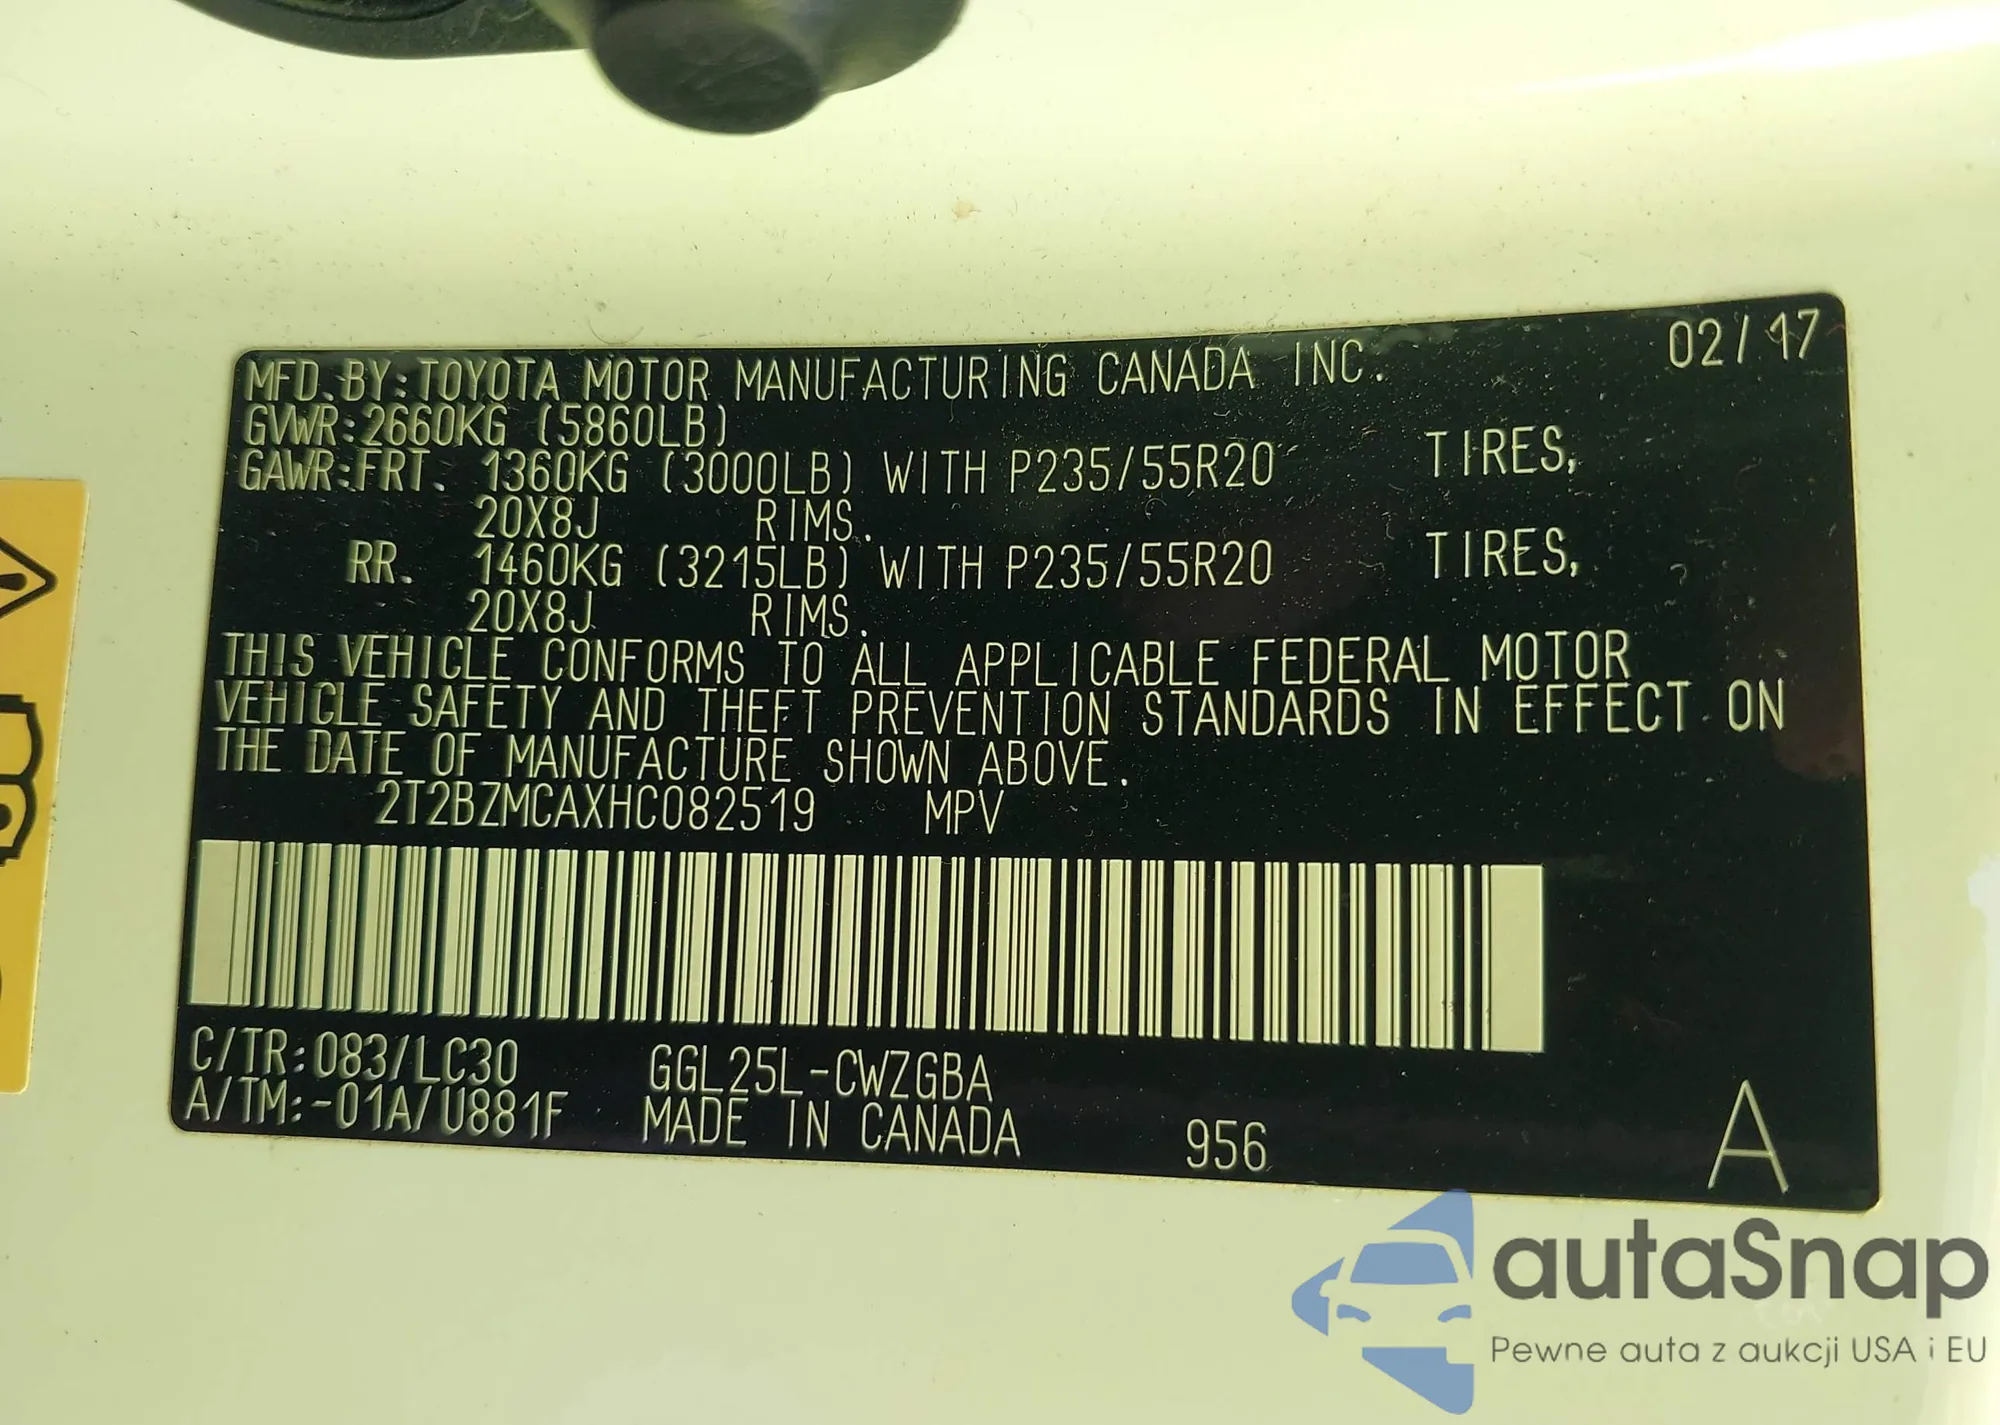 02/17
MFD.BY:TOYOTA MOTOR MANUFACTURING CANADA INC.
GVWR:2660KG (5860LB)
GAWR:FRT. 1360KG (3000LB) WITH P235/55R20 TIRES,
20X8J RIMS.
RR. 1460KG (3215LB) WITH P235/55R20 TIRES,
20X8J RIMS.
THIS VEHICLE CONFORMS TO ALL APPLICABLE FEDERAL MOTOR
VEHICLE SAFETY AND THEFT PREVENTION STANDARDS IN EFFECT ON
THE DATE OF MANUFACTURE SHOWN ABOVE.
2T2BZMCAXHC082519 MPV
C/TR:083/LC30 GGL25L-CWZGBA
A/TM:-01A/U881F MADE IN CANADA 956 A
autoSnap
Pewne auta z aukcji USA i EU